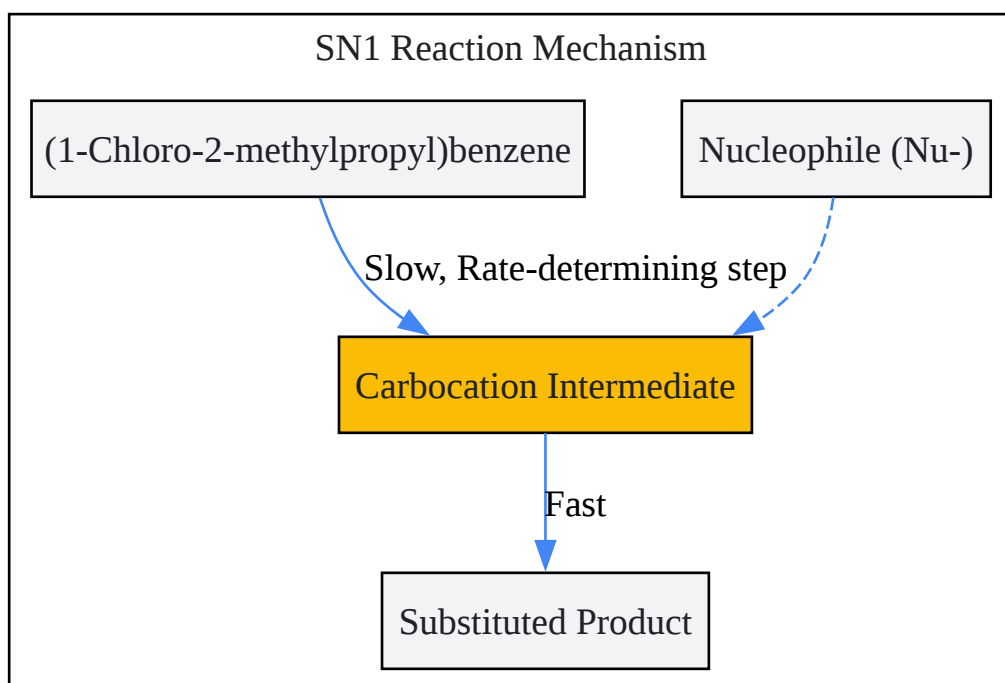 SN1 Reaction Mechanism
(1-Chloro-2-methylpropyl)benzene
Nucleophile (Nu-)
Slow, Rate-determining step
Carbocation Intermediate
Fast
Substituted Product